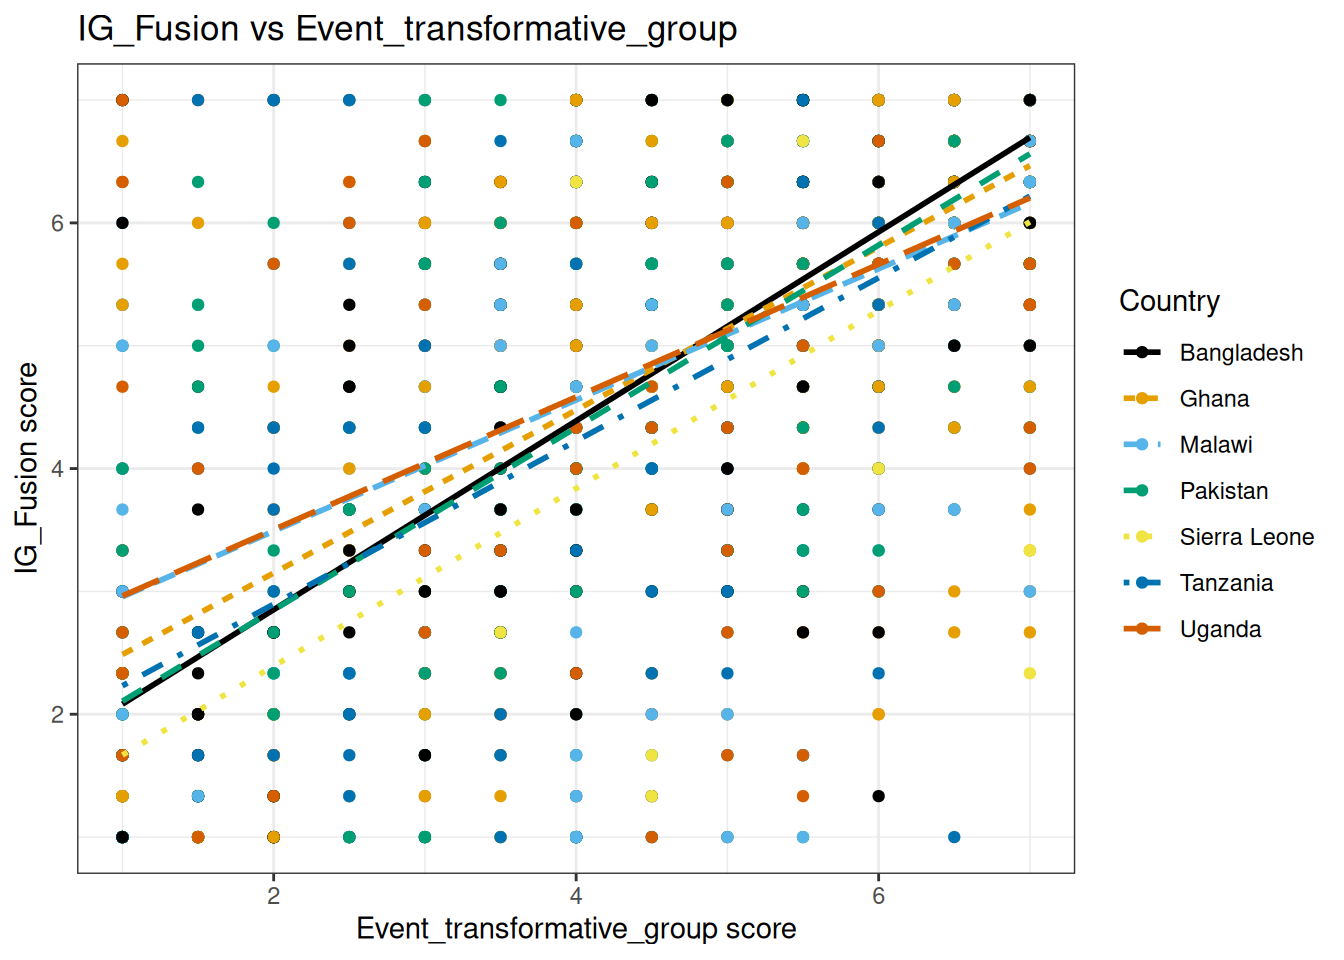 IG_Fusion vs Event_transformative_group
6
4
2
IG_Fusion score
2 4 6
Event_transformative_group score
Country
Bangladesh
Ghana
Malawi
Pakistan
Sierra Leone
Tanzania
Uganda